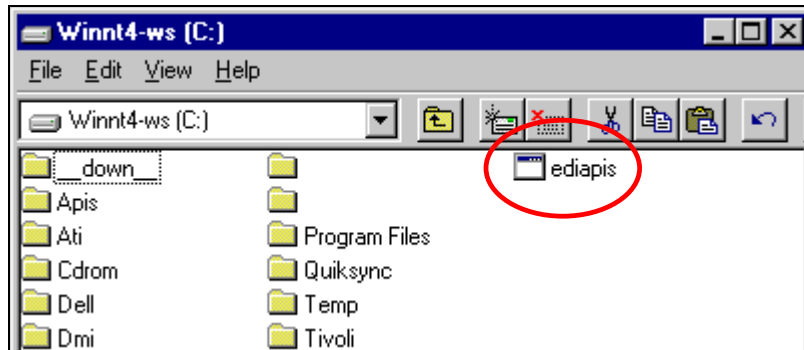 Winnt4-ws (C:)
File Edit View Help
Winnt4-ws (C:)
__down__
Apis
Ati
Cdrom
Dell
Dmi
Program Files
Quiksync
Temp
Tivoli
ediapis